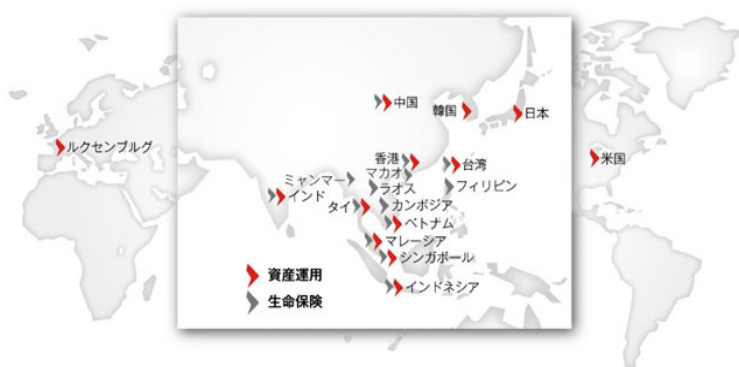 中国
韓国
日本
ルクセンブルグ
米国
香港
台湾
マカオ
ミャンマー
ラオス
フィリピン
インド
タイ
カンボジア
ベトナム
マレーシア
シンガポール
資産運用
インドネシア
生命保険